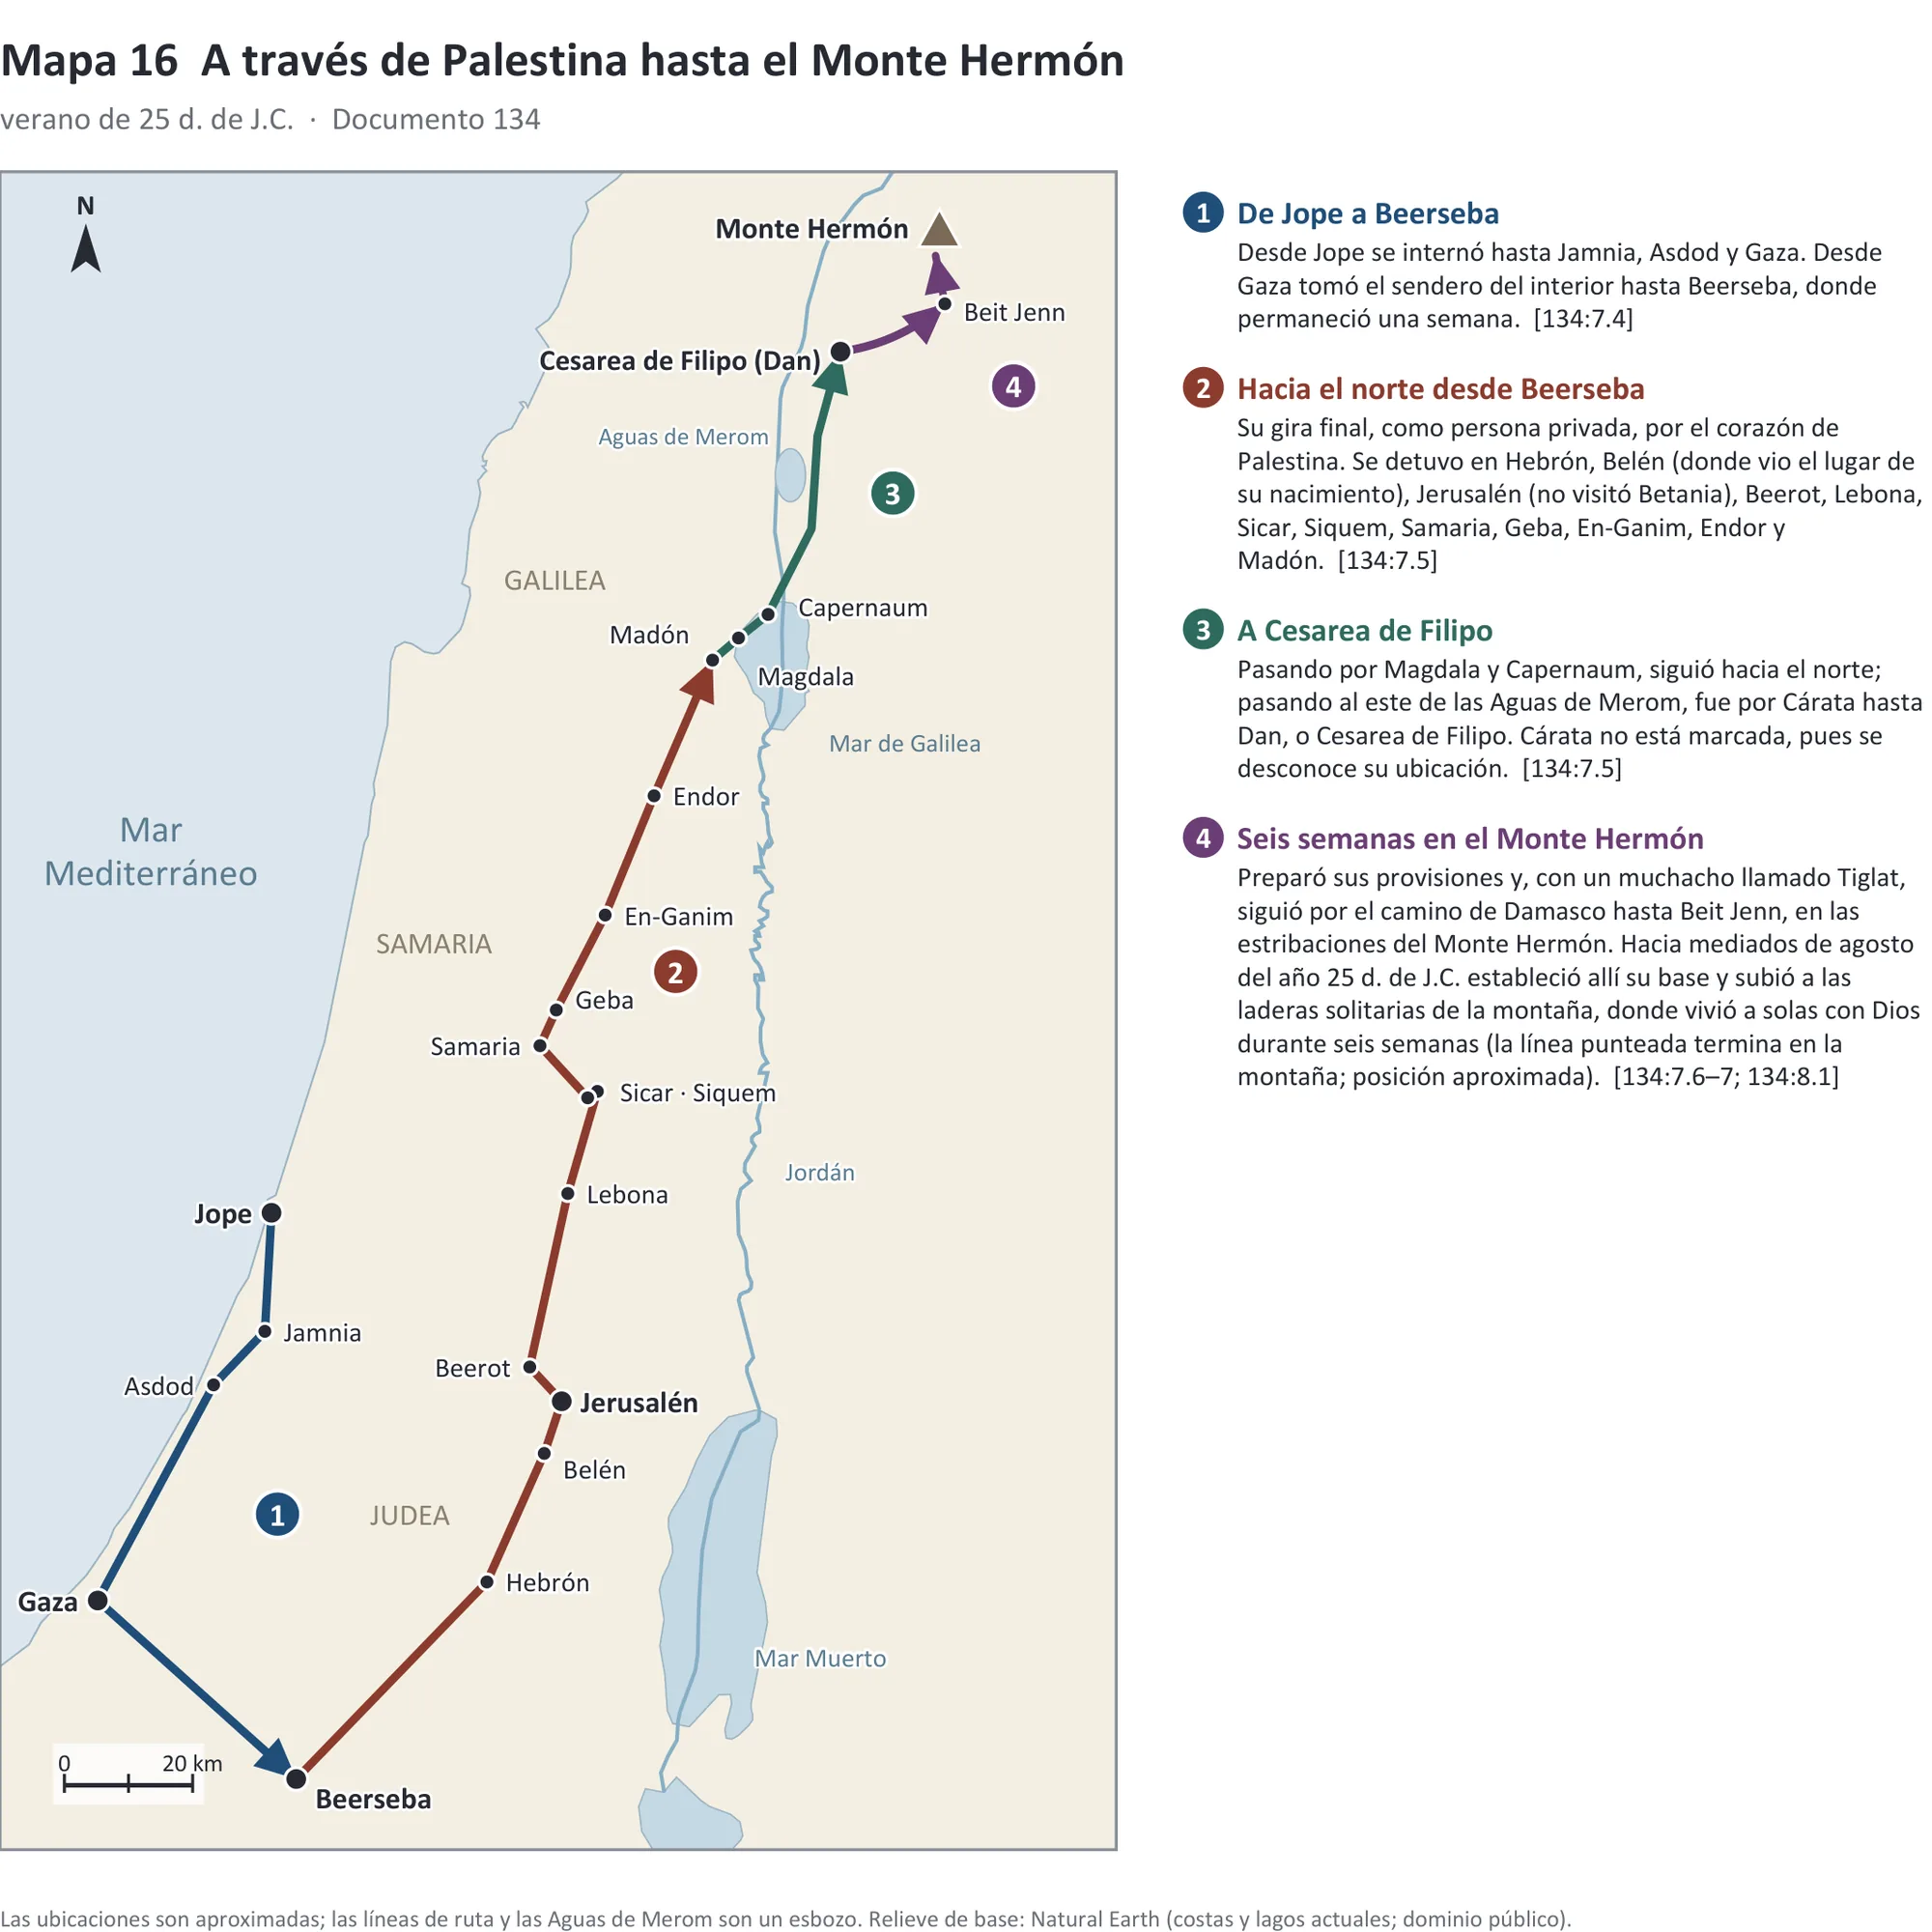 Mapa 16  A través de Palestina hasta el Monte Hermón
verano de 25 d. de J.C. · Documento 134
N
Monte Hermón
Beit Jenn
Cesarea de Filipo (Dan)
4
Aguas de Merom
3
GALILEA
Capernaum
Madón
Magdala
Mar de Galilea
Endor
Mar
Mediterráneo
En-Ganim
SAMARIA
2
Geba
Samaria
Sicar · Siquem
Jordán
Lebona
Jope
Jamnia
Beerot
Asdod
Jerusalén
Belén
1
JUDEA
Hebrón
Gaza
Mar Muerto
0 20 km
Beerseba
1 De Jope a Beerseba
Desde Jope se internó hasta Jamnia, Asdod y Gaza. Desde
Gaza tomó el sendero del interior hasta Beerseba, donde
permaneció una semana.  [134:7.4]
2 Hacia el norte desde Beerseba
Su gira final, como persona privada, por el corazón de
Palestina. Se detuvo en Hebrón, Belén (donde vio el lugar de
su nacimiento), Jerusalén (no visitó Betania), Beerot, Lebona,
Sicar, Siquem, Samaria, Geba, En-Ganim, Endor y
Madón.  [134:7.5]
3 A Cesarea de Filipo
Pasando por Magdala y Capernaum, siguió hacia el norte;
pasando al este de las Aguas de Merom, fue por Cárata hasta
Dan, o Cesarea de Filipo. Cárata no está marcada, pues se
desconoce su ubicación.  [134:7.5]
4 Seis semanas en el Monte Hermón
Preparó sus provisiones y, con un muchacho llamado Tiglat,
siguió por el camino de Damasco hasta Beit Jenn, en las
estribaciones del Monte Hermón. Hacia mediados de agosto
del año 25 d. de J.C. estableció allí su base y subió a las
laderas solitarias de la montaña, donde vivió a solas con Dios
durante seis semanas (la línea punteada termina en la
montaña; posición aproximada).  [134:7.6–7; 134:8.1]
Las ubicaciones son aproximadas; las líneas de ruta y las Aguas de Merom son un esbozo. Relieve de base: Natural Earth (costas y lagos actuales; dominio público).